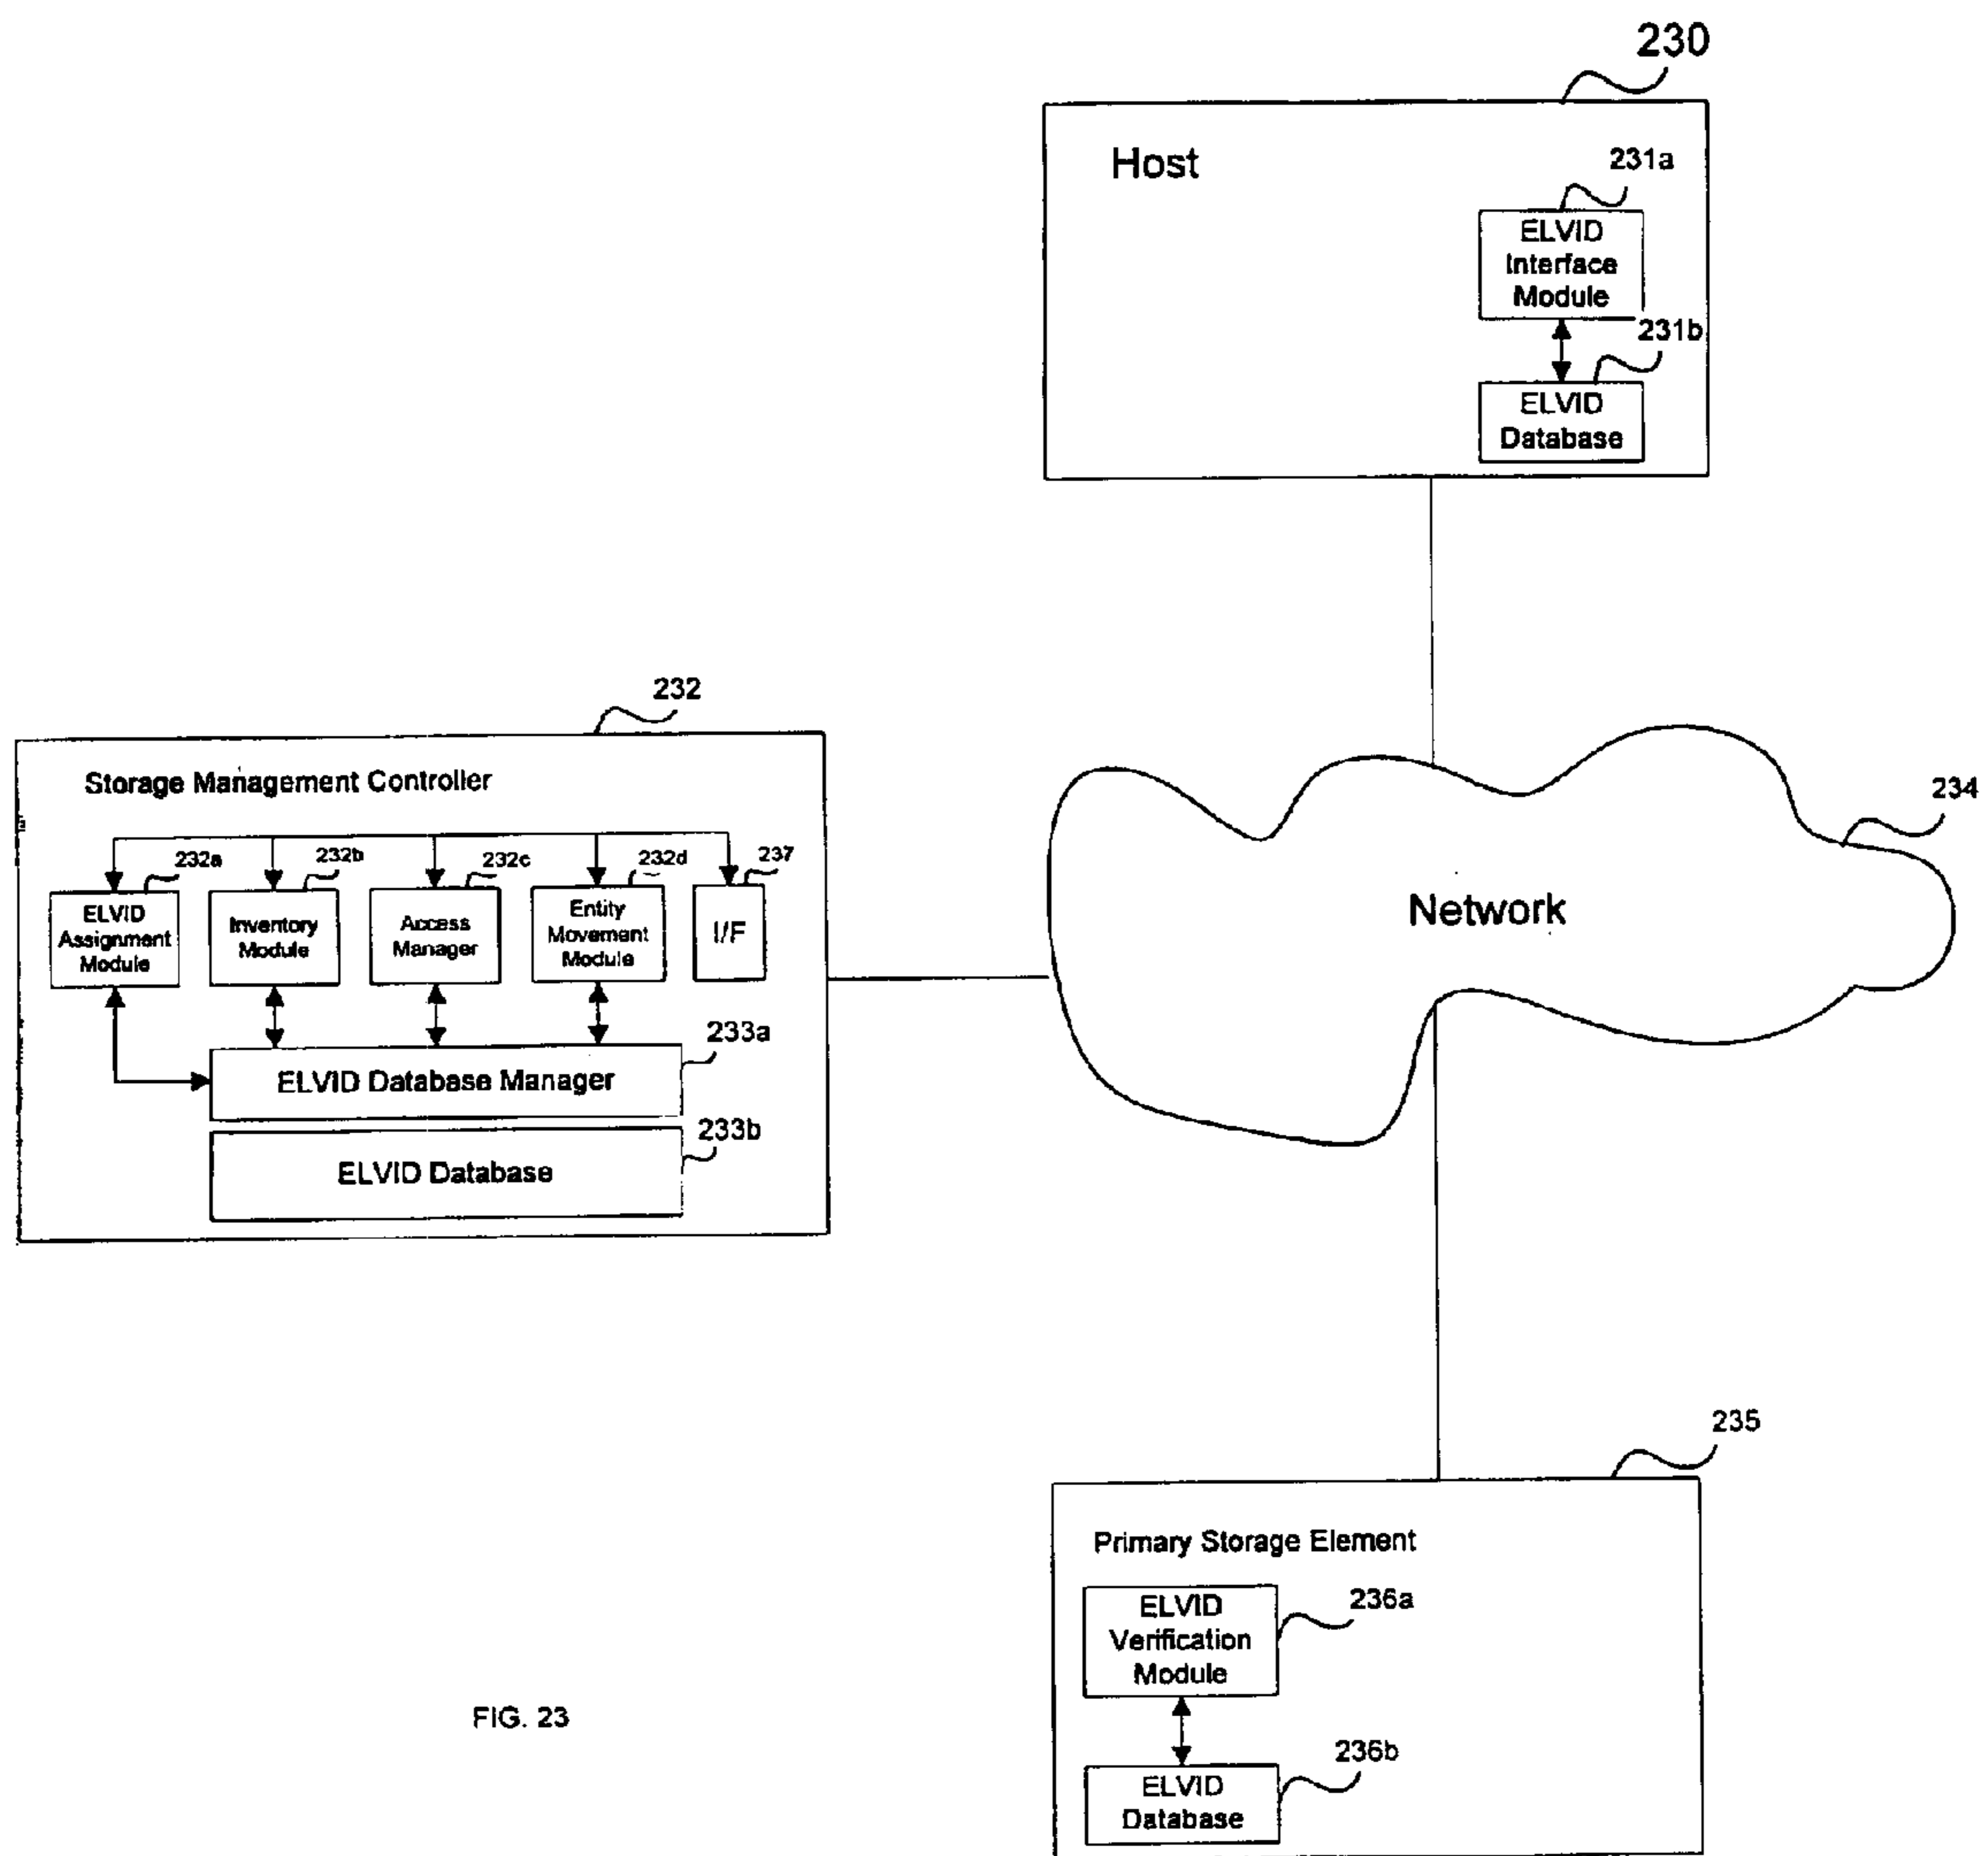 230
Host
231a
ELVID
Interface
Module
231b
ELVID
Database
232
Storage Management Controller
234
232a
232b
232c
232d
237
ELVID
Assignment
Module
Inventory
Module
Access
Manager
Entity
Movement
Module
I/F
Network
233a
ELVID Database Manager
233b
ELVID Database
235
Primary Storage Element
236a
ELVID
Verification
Module
236b
ELVID
Database
FIG. 23